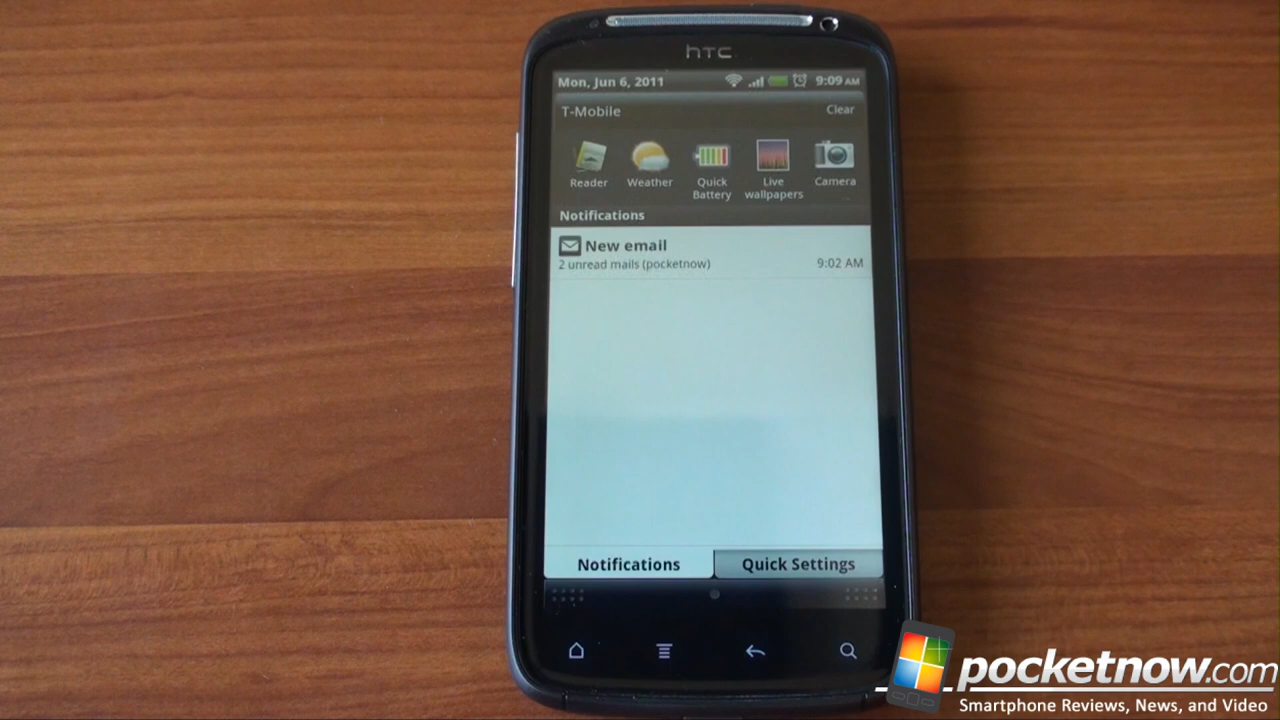 hTC
Mon, Jun 6, 2011 9:09 AM
T-Mobile Clear
Reader Weather Quick Battery Live wallpapers Camera
Notifications
New email
2 unread mails (pocketnow) 9:02 AM
Notifications Quick Settings
pocketnow.com
Smartphone Reviews, News, and Video